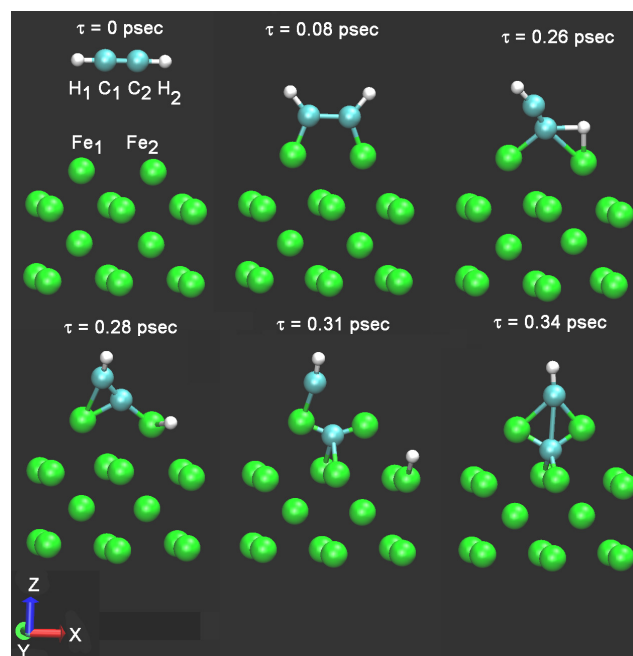 τ = 0 psec
τ = 0.08 psec
τ = 0.26 psec
H1 C1 C2 H2
Fe1 Fe2
τ = 0.28 psec
τ = 0.31 psec
τ = 0.34 psec
Z
X
Y